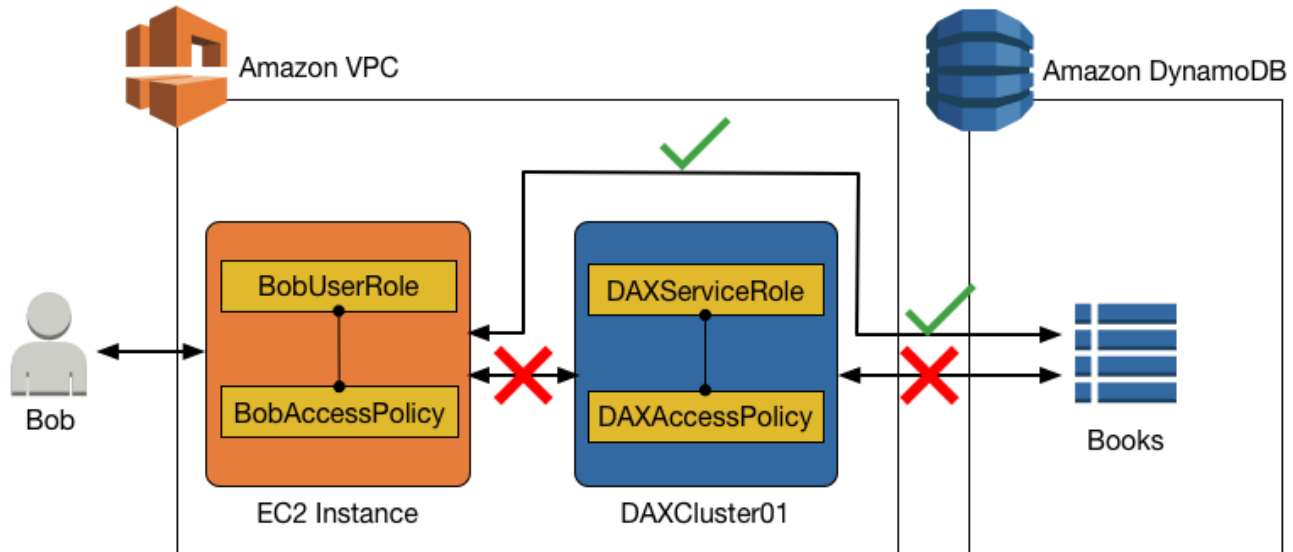 Amazon VPC
Amazon DynamoDB
BobUserRole
DAXServiceRole
BobAccessPolicy
DAXAccessPolicy
Bob
Books
EC2 Instance
DAXCluster01